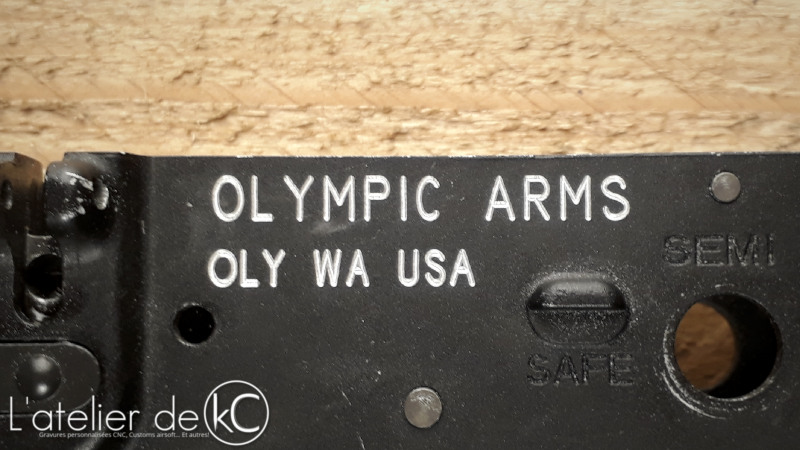 OLYMPIC ARMS
OLY WA USA
SEMI
SAFE
L'atelier de kC
Gravures personnalisées CNC, Customs airsoft... Et autres!